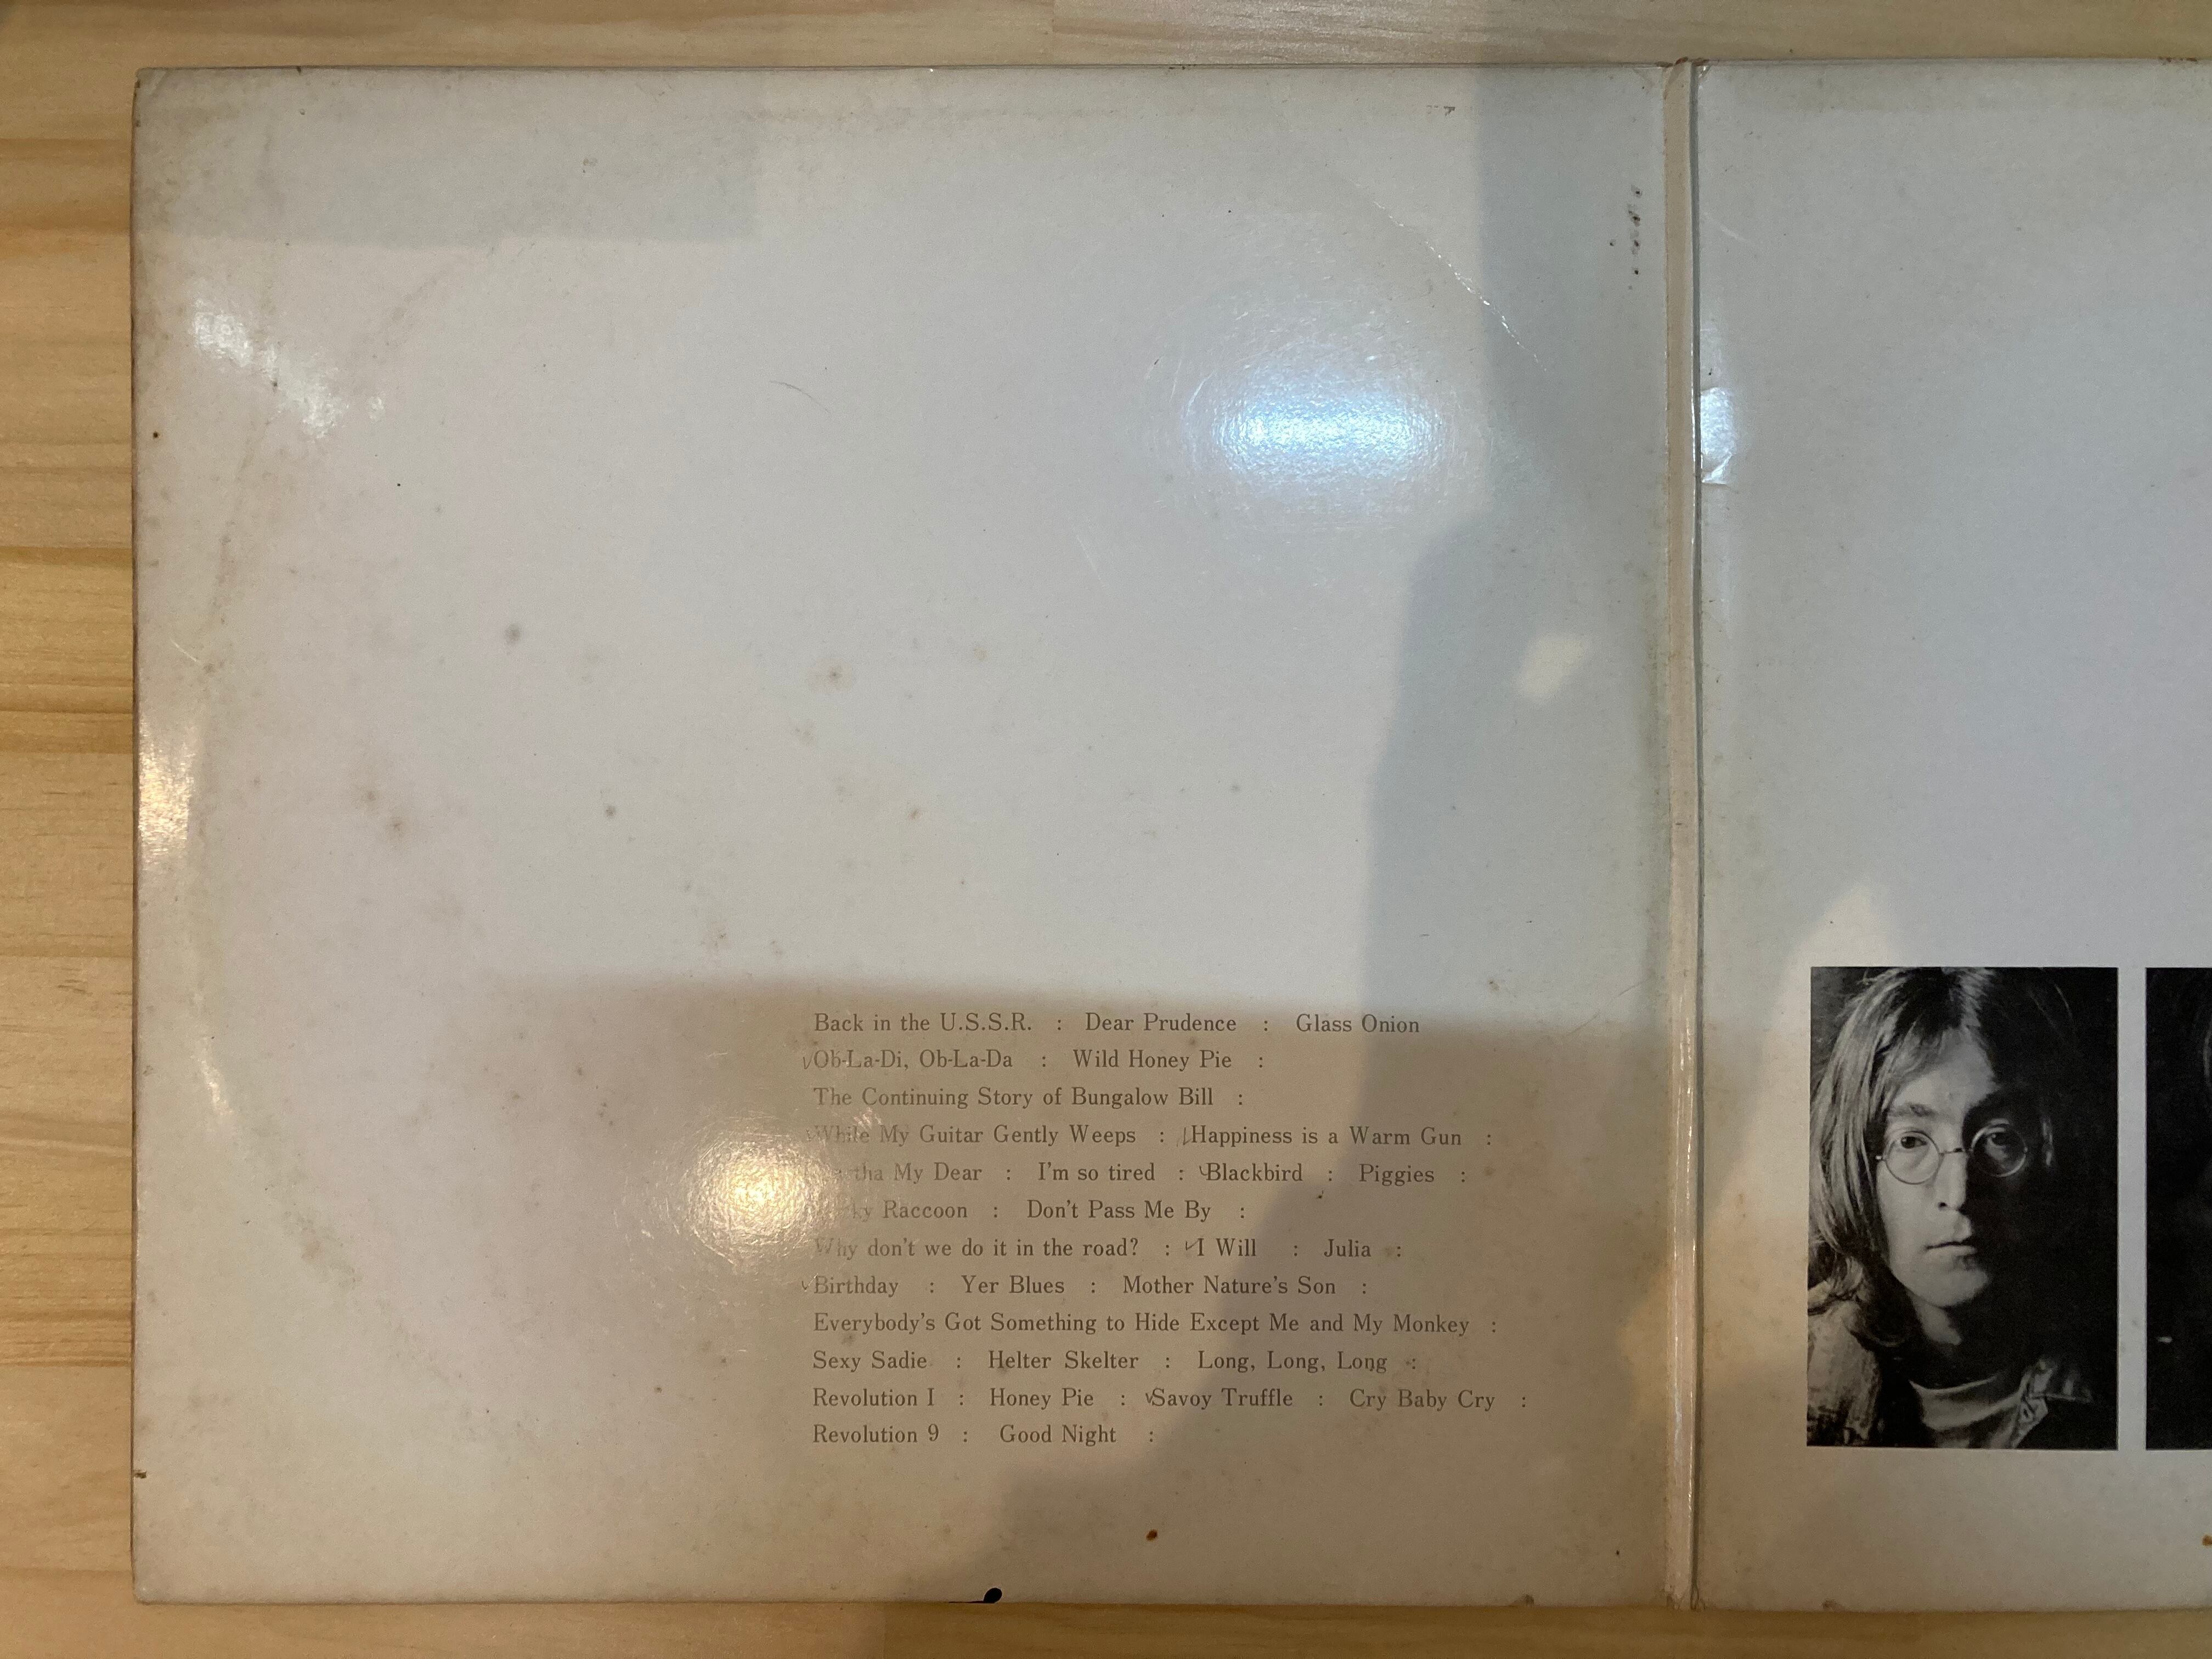 Back in the U.S.S.R. : Dear Prudence : Glass Onion
Ob-La-Di, Ob-La-Da : Wild Honey Pie :
The Continuing Story of Bungalow Bill :
While My Guitar Gently Weeps : Happiness is a Warm Gun :
My Dear : I'm so tired : Blackbird : Piggies :
Raccoon : Don't Pass Me By :
Why don't we do it in the road? : I Will : Julia :
Birthday : Yer Blues : Mother Nature's Son :
Everybody's Got Something to Hide Except Me and My Monkey :
Sexy Sadie : Helter Skelter : Long, Long, Long :
Revolution I : Honey Pie : Savoy Truffle : Cry Baby Cry :
Revolution 9 : Good Night :